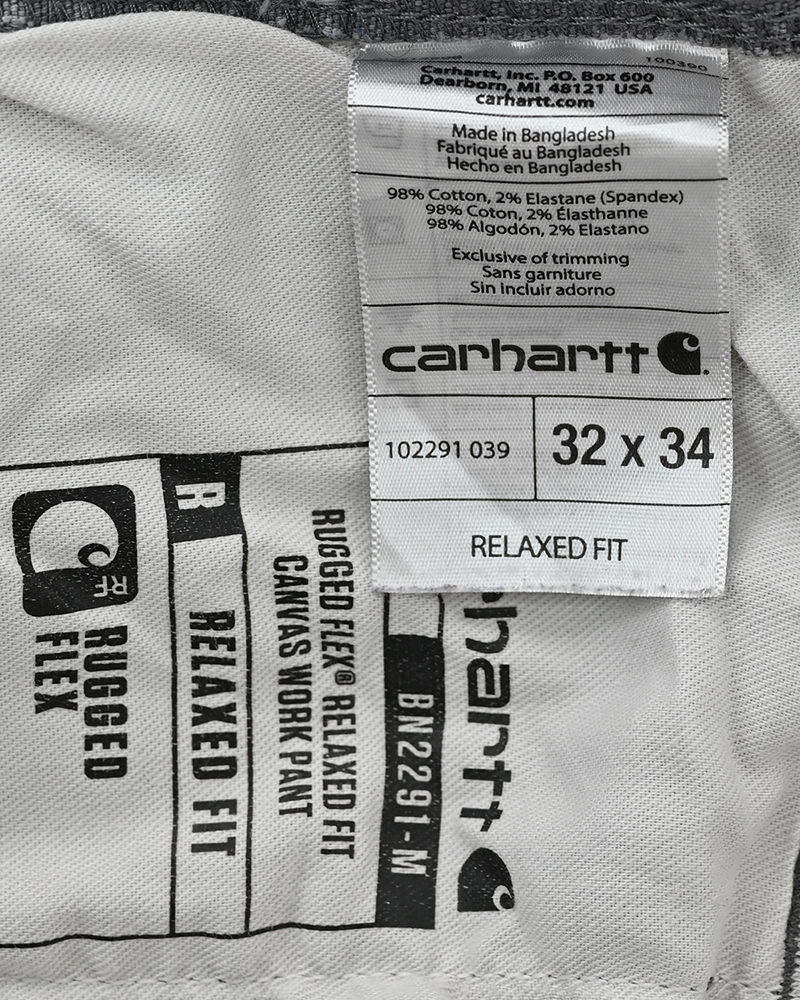 100390
Carhartt, Inc. P.O. Box 600
Dearborn, MI 48121 USA
carhartt.com
Made in Bangladesh
Fabriqué au Bangladesh
Hecho en Bangladesh
98% Cotton, 2% Elastane (Spandex)
98% Coton, 2% Élasthanne
98% Algodón, 2% Elastano
Exclusive of trimming
Sans garniture
Sin incluir adorno
carhartt
102291 039
32 x 34
RELAXED FIT
hartt
BN2291-M
RUGGED FLEX® RELAXED FIT
CANVAS WORK PANT
R
RELAXED FIT
RF
RUGGED
FLEX